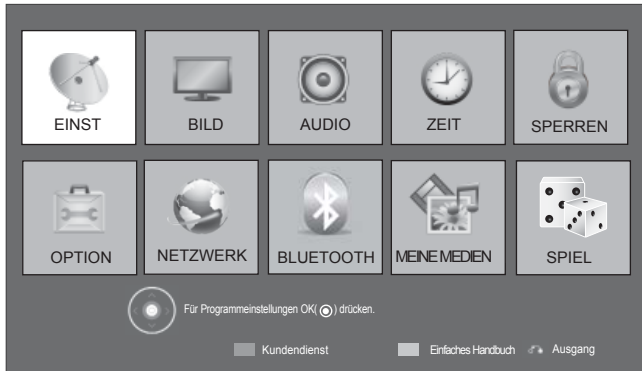 EINST BILD AUDIO ZEIT SPERREN
OPTION NETZWERK BLUETOOTH MEINE MEDIEN SPIEL
Für Programmeinstellungen OK(◉) drücken.
Kundendienst Einfaches Handbuch Ausgang